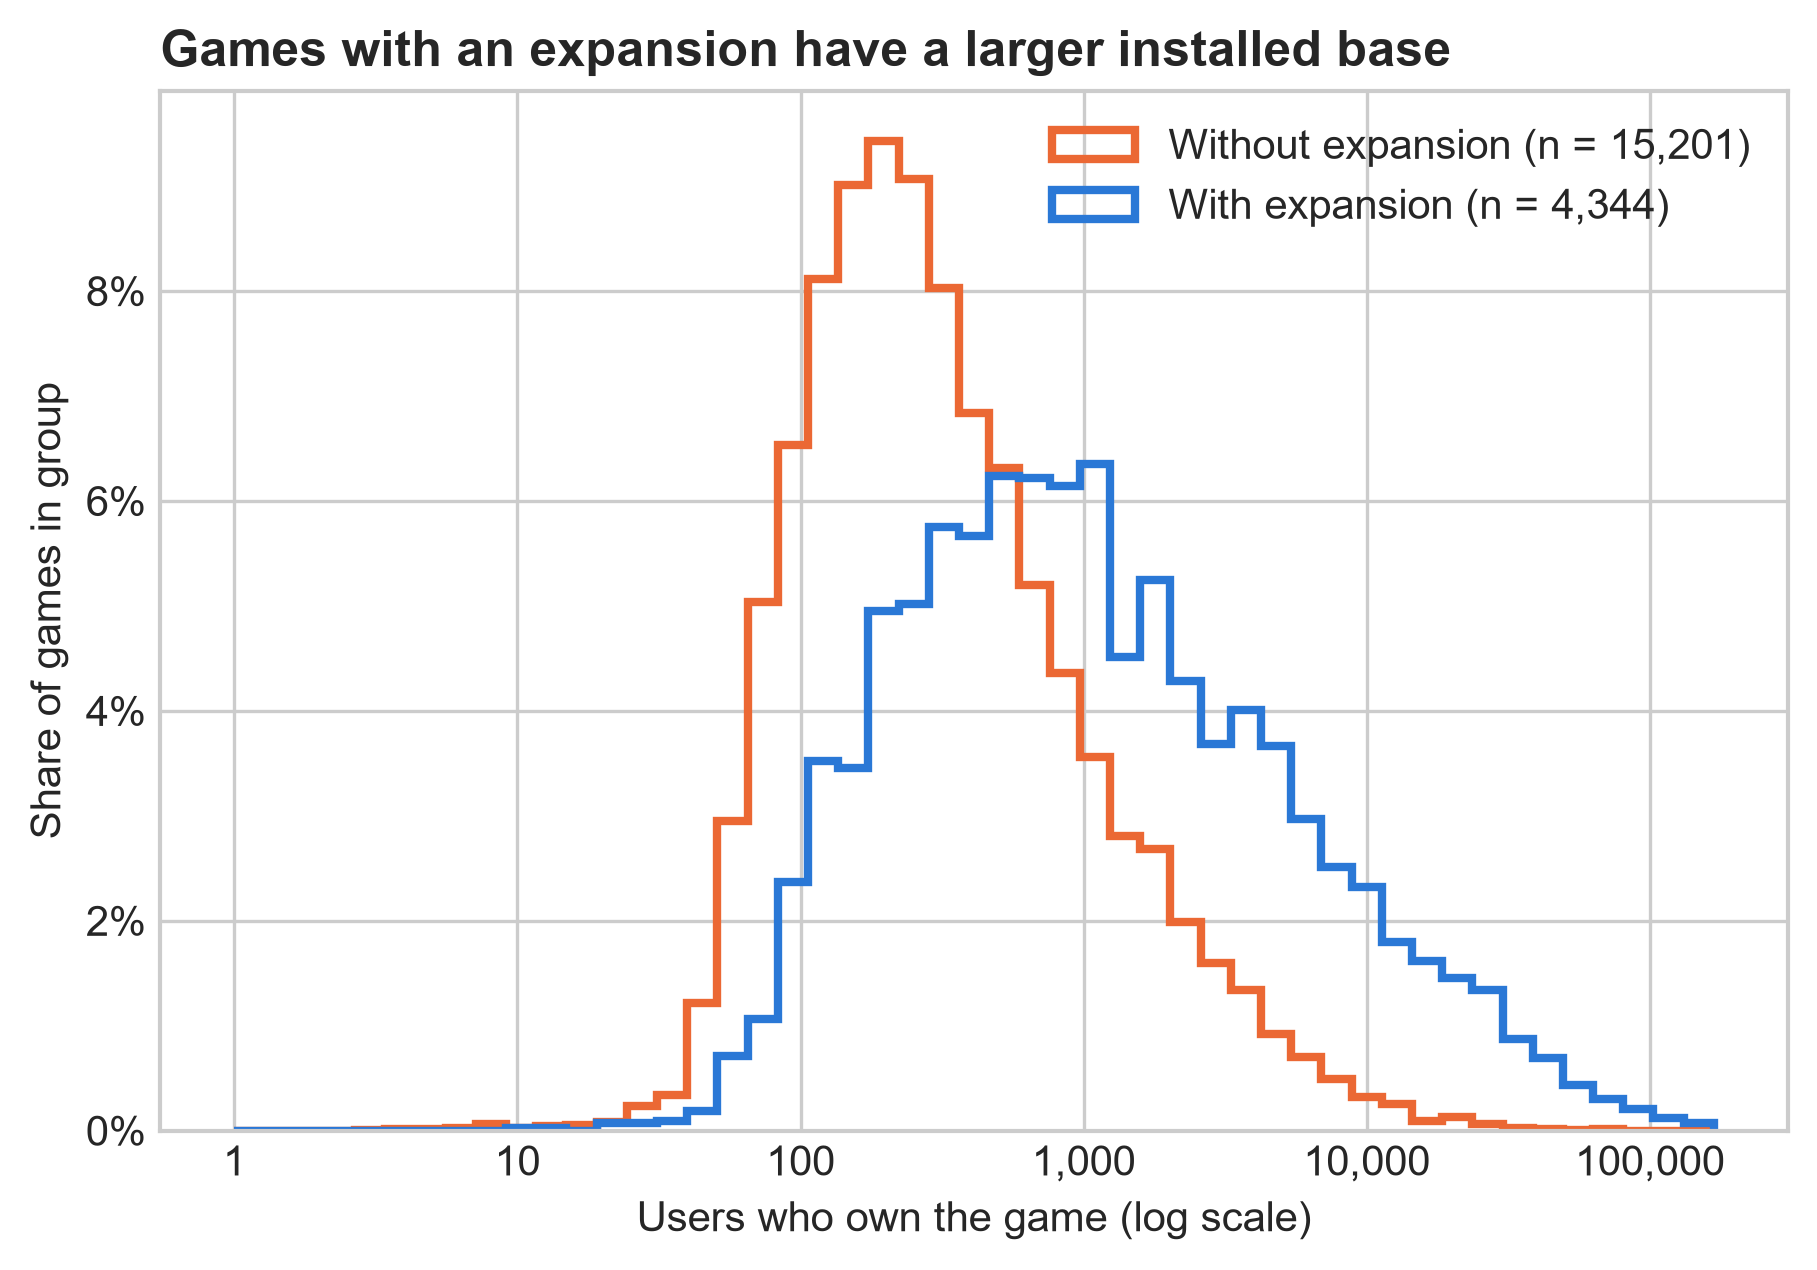 Games with an expansion have a larger installed base
Without expansion (n = 15,201)
With expansion (n = 4,344)
Share of games in group
8%
6%
4%
2%
0%
1
10
100
1,000
10,000
100,000
Users who own the game (log scale)